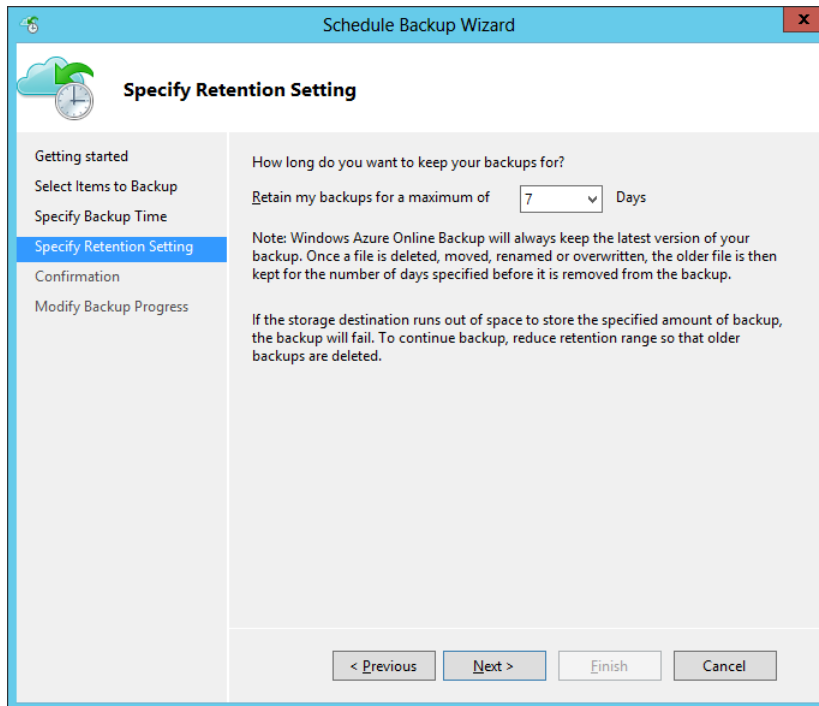 Schedule Backup Wizard
x
Specify Retention Setting
Getting started
Select Items to Backup
Specify Backup Time
Specify Retention Setting
Confirmation
Modify Backup Progress
How long do you want to keep your backups for?
Retain my backups for a maximum of 7 Days
Note: Windows Azure Online Backup will always keep the latest version of your
backup. Once a file is deleted, moved, renamed or overwritten, the older file is then
kept for the number of days specified before it is removed from the backup.
If the storage destination runs out of space to store the specified amount of backup,
the backup will fail. To continue backup, reduce retention range so that older
backups are deleted.
< Previous Next > Finish Cancel